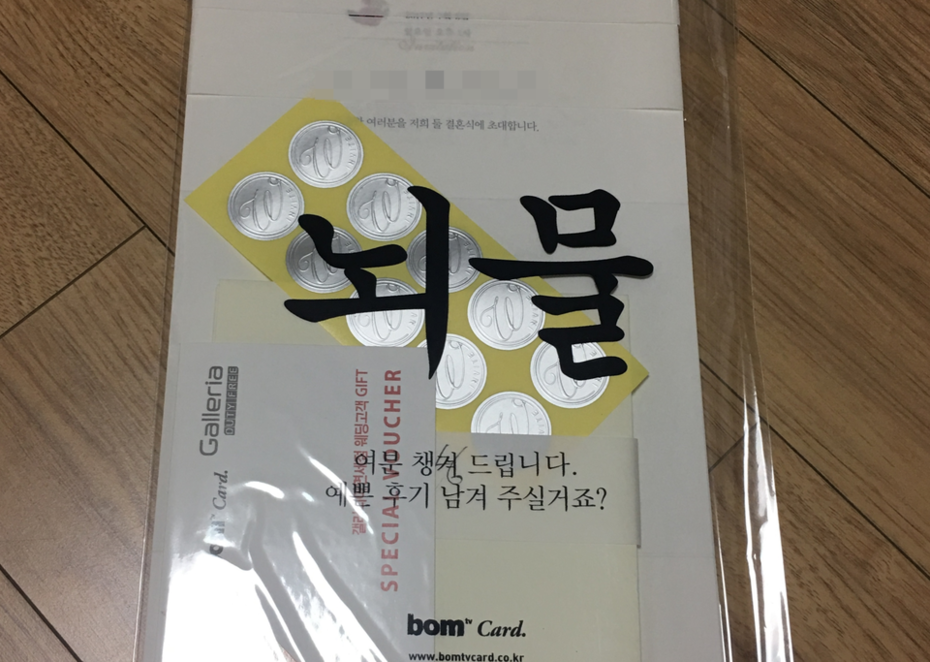 여러분을 저희 둘 결혼식에 초대합니다.
뇌물
Galleria
DUTY FREE
웨딩고객 GIFT
SPECIAL VOUCHER
Card.
여분 챙겨 드립니다.
예쁜 후기 남겨 주실거죠?
bomtv Card.
www.bomtvcard.co.kr